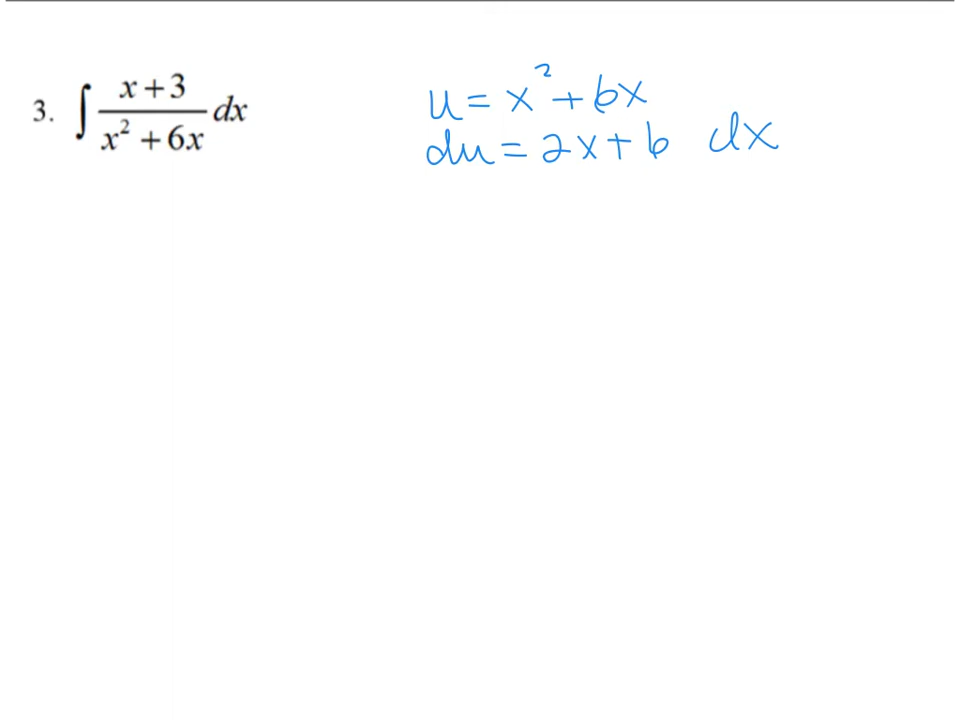 3. ∫ (x+3)/(x² +6x) dx
u = x² + 6x
du = 2x + 6 dx